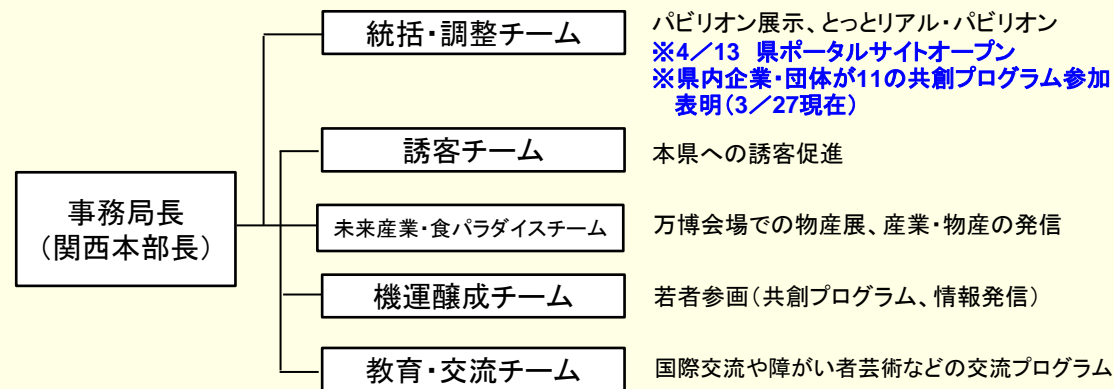 統括・調整チーム
パビリオン展示、とっとリアル・パビリオン
※4／13 県ポータルサイトオープン
※県内企業・団体が11の共創プログラム参加
表明(3／27現在)
誘客チーム
本県への誘客促進
事務局長
(関西本部長)
未来産業・食パラダイスチーム
万博会場での物産展、産業・物産の発信
機運醸成チーム
若者参画(共創プログラム、情報発信)
教育・交流チーム
国際交流や障がい者芸術などの交流プログラム